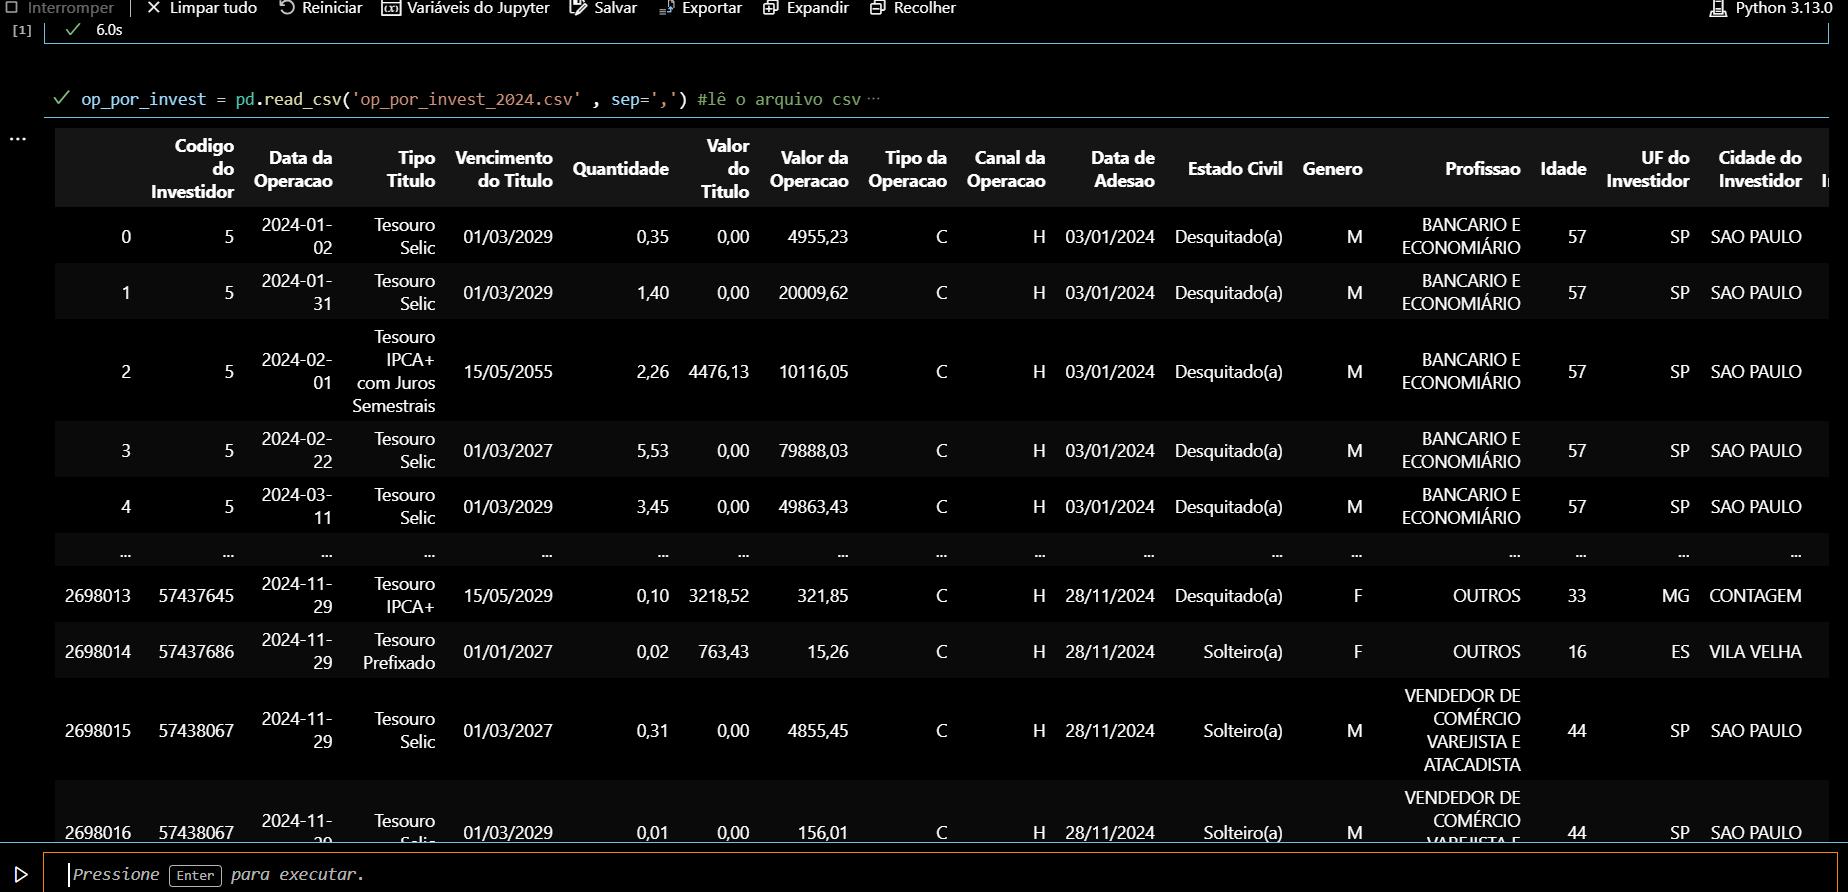 Interromper Limpar tudo Reiniciar Variáveis do Jupyter Salvar Exportar Expandir Recolher Python 3.13.0
[1] 6.0s
op_por_invest = pd.read_csv('op_por_invest_2024.csv' , sep=',') #lê o arquivo csv ···
...
Codigo do Investidor Data da Operacao Tipo Titulo Vencimento do Titulo Quantidade Valor do Titulo Valor da Operacao Tipo da Operacao Canal da Operacao Data de Adesao Estado Civil Genero Profissao Idade UF do Investidor Cidade do Investidor
0 5 2024-01-02 Tesouro Selic 01/03/2029 0,35 0,00 4955,23 C H 03/01/2024 Desquitado(a) M BANCARIO E ECONOMIÁRIO 57 SP SAO PAULO
1 5 2024-01-31 Tesouro Selic 01/03/2029 1,40 0,00 20009,62 C H 03/01/2024 Desquitado(a) M BANCARIO E ECONOMIÁRIO 57 SP SAO PAULO
2 5 2024-02-01 Tesouro IPCA+ com Juros Semestrais 15/05/2055 2,26 4476,13 10116,05 C H 03/01/2024 Desquitado(a) M BANCARIO E ECONOMIÁRIO 57 SP SAO PAULO
3 5 2024-02-22 Tesouro Selic 01/03/2027 5,53 0,00 79888,03 C H 03/01/2024 Desquitado(a) M BANCARIO E ECONOMIÁRIO 57 SP SAO PAULO
4 5 2024-03-11 Tesouro Selic 01/03/2029 3,45 0,00 49863,43 C H 03/01/2024 Desquitado(a) M BANCARIO E ECONOMIÁRIO 57 SP SAO PAULO
... ... ... ... ... ... ... ... ... ... ... ... ... ... ... ... ...
2698013 57437645 2024-11-29 Tesouro IPCA+ 15/05/2029 0,10 3218,52 321,85 C H 28/11/2024 Desquitado(a) F OUTROS 33 MG CONTAGEM
2698014 57437686 2024-11-29 Tesouro Prefixado 01/01/2027 0,02 763,43 15,26 C H 28/11/2024 Solteiro(a) F OUTROS 16 ES VILA VELHA
2698015 57438067 2024-11-29 Tesouro Selic 01/03/2027 0,31 0,00 4855,45 C H 28/11/2024 Solteiro(a) M VENDEDOR DE COMÉRCIO VAREJISTA E ATACADISTA 44 SP SAO PAULO
2698016 57438067 2024-11-29 Tesouro Selic 01/03/2029 0,01 0,00 156,01 C H 28/11/2024 Solteiro(a) M VENDEDOR DE COMÉRCIO VAREJISTA E 44 SP SAO PAULO
Pressione Enter para executar.